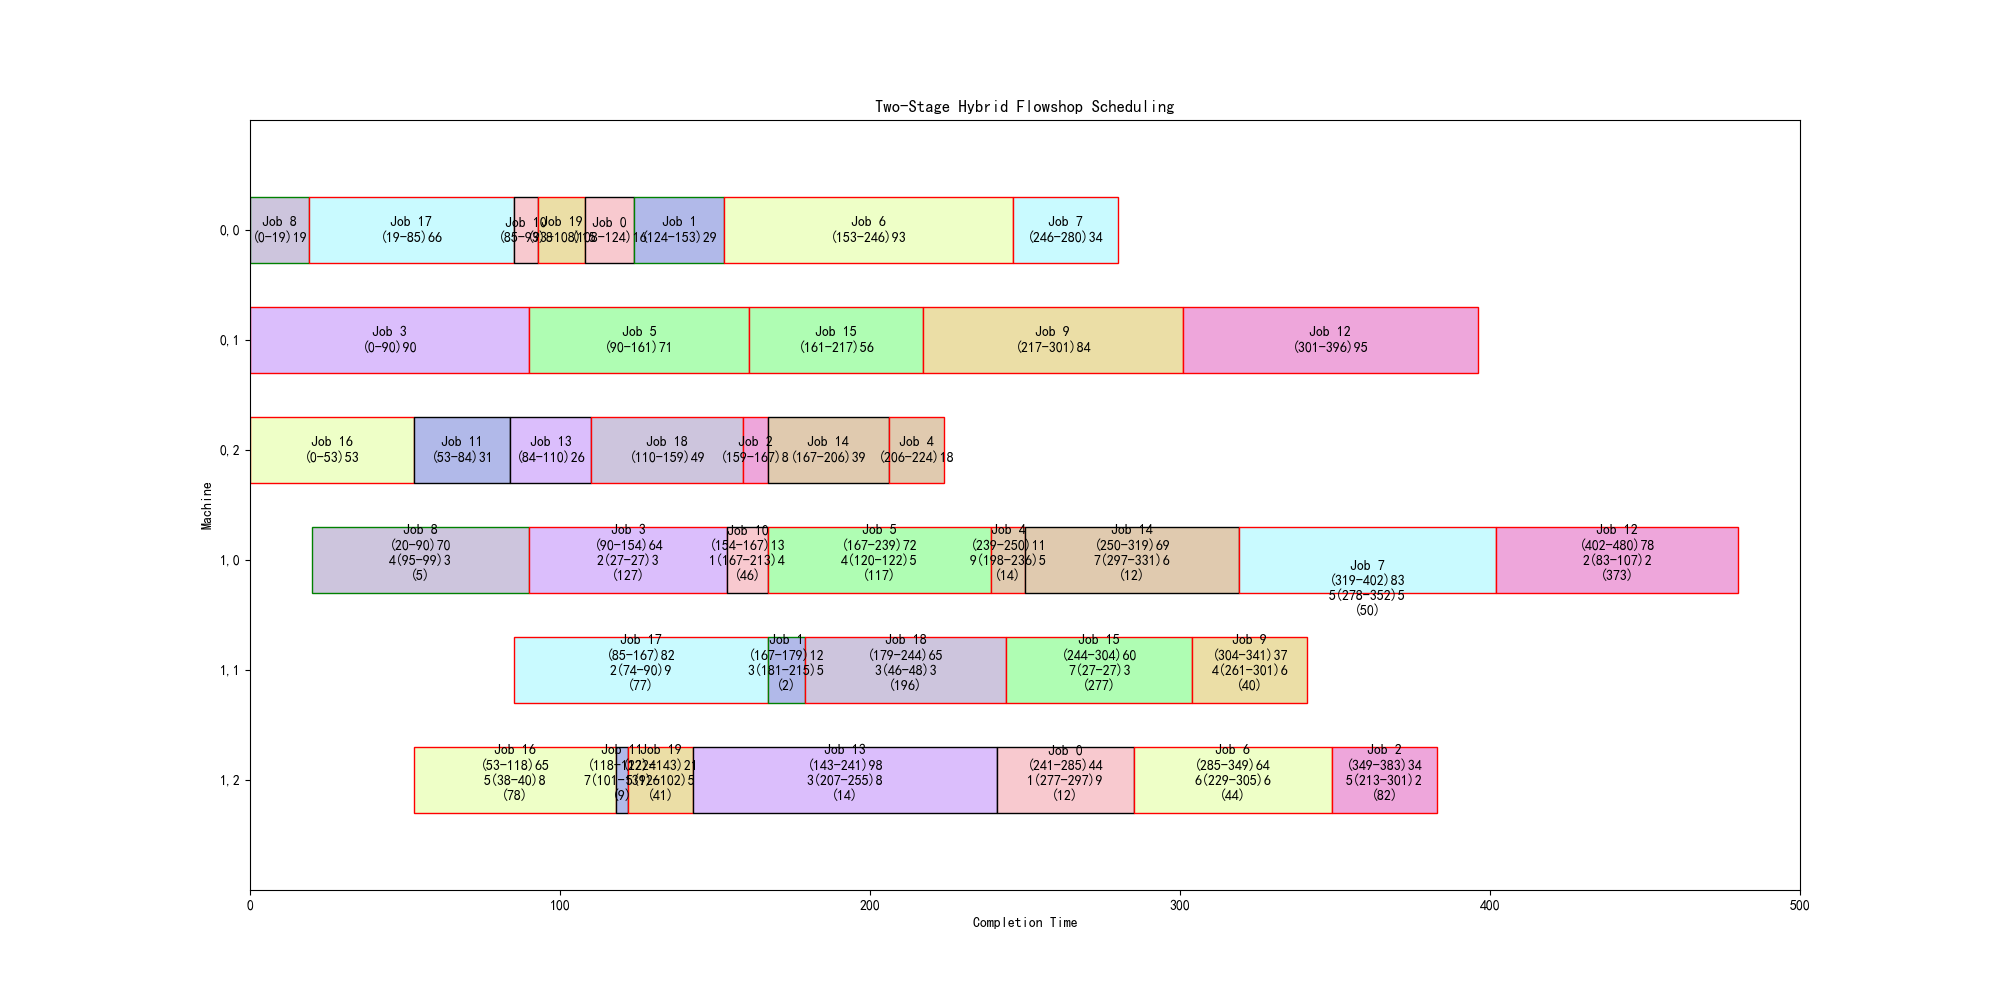 Two-Stage Hybrid Flowshop Scheduling
0,0
Job 8
(0-19)19
Job 17
(19-85)66
Job 10
(85-93)8
Job 19
(93-108)15
Job 0
(108-124)16
Job 1
(124-153)29
Job 6
(153-246)93
Job 7
(246-280)34
0,1
Job 3
(0-90)90
Job 5
(90-161)71
Job 15
(161-217)56
Job 9
(217-301)84
Job 12
(301-396)95
0,2
Job 16
(0-53)53
Job 11
(53-84)31
Job 13
(84-110)26
Job 18
(110-159)49
Job 2
(159-167)8
Job 14
(167-206)39
Job 4
(206-224)18
Machine
1,0
Job 8
(20-90)70
4(95-99)3
(5)
Job 3
(90-154)64
2(27-27)3
(127)
Job 10
(154-167)13
1(167-213)4
(46)
Job 5
(167-239)72
4(120-122)5
(117)
Job 4
(239-250)11
9(198-236)5
(14)
Job 14
(250-319)69
7(297-331)6
(12)
Job 7
(319-402)83
5(278-352)5
(50)
Job 12
(402-480)78
2(83-107)2
(373)
1,1
Job 17
(85-167)82
2(74-90)9
(77)
Job 1
(167-179)12
3(181-215)5
(2)
Job 18
(179-244)65
3(46-48)3
(196)
Job 15
(244-304)60
7(27-27)3
(277)
Job 9
(304-341)37
4(261-301)6
(40)
1,2
Job 16
(53-118)65
5(38-40)8
(78)
Job 11
(118-122)4
(9)
Job 19
(122-143)21
(41)
Job 13
(143-241)98
3(207-255)8
(14)
Job 0
(241-285)44
1(277-297)9
(12)
Job 6
(285-349)64
6(229-305)6
(44)
Job 2
(349-383)34
5(213-301)2
(82)
0
100
200
300
400
500
Completion Time